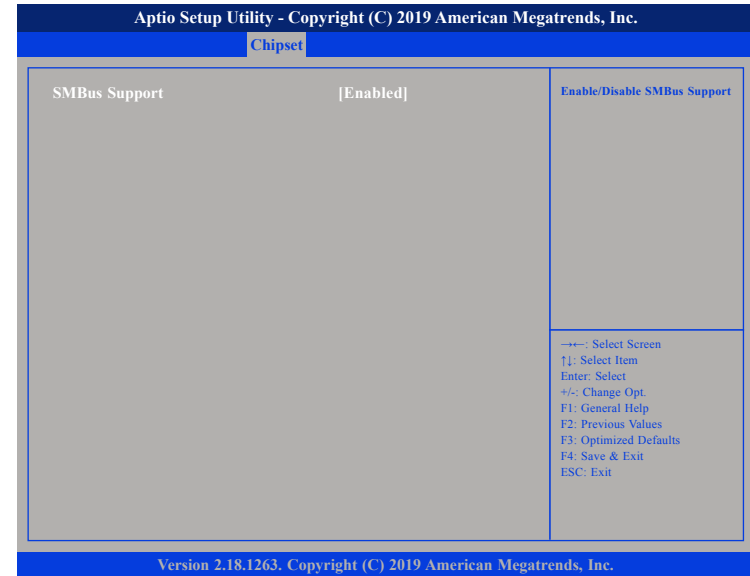 Aptio Setup Utility - Copyright (C) 2019 American Megatrends, Inc.
Chipset
SMBus Support [Enabled]
Enable/Disable SMBus Support
→←: Select Screen
↑↓: Select Item
Enter: Select
+/-: Change Opt.
F1: General Help
F2: Previous Values
F3: Optimized Defaults
F4: Save & Exit
ESC: Exit
Version 2.18.1263. Copyright (C) 2019 American Megatrends, Inc.